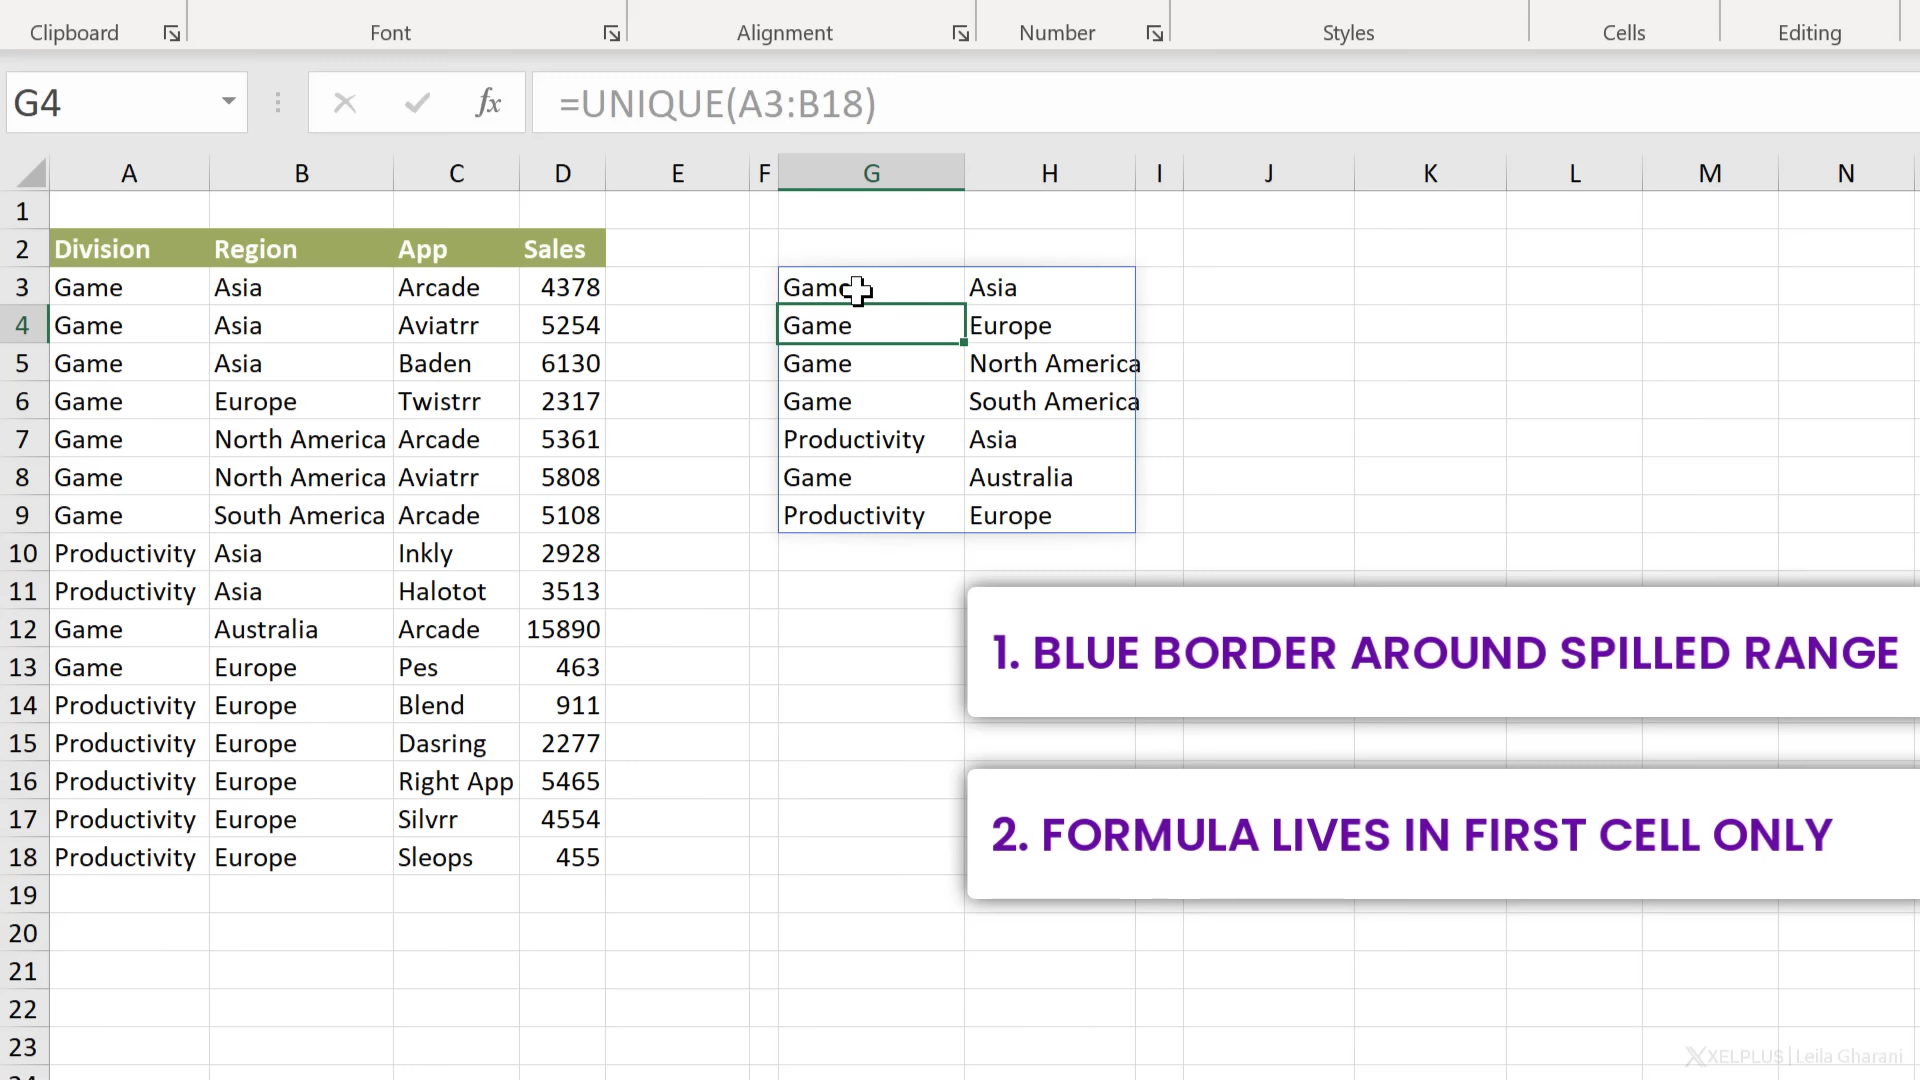 Clipboard Font Alignment Number Styles Cells Editing
G4 fx =UNIQUE(A3:B18)
A B C D E F G H I J K L M N
1
2 Division Region App Sales
3 Game Asia Arcade 4378 Game Asia
4 Game Asia Aviatrr 5254 Game Europe
5 Game Asia Baden 6130 Game North America
6 Game Europe Twistrr 2317 Game South America
7 Game North America Arcade 5361 Productivity Asia
8 Game North America Aviatrr 5808 Game Australia
9 Game South America Arcade 5108 Productivity Europe
10 Productivity Asia Inkly 2928
11 Productivity Asia Halotot 3513
12 Game Australia Arcade 15890
1. BLUE BORDER AROUND SPILLED RANGE
13 Game Europe Pes 463
14 Productivity Europe Blend 911
15 Productivity Europe Dasring 2277
16 Productivity Europe Right App 5465
17 Productivity Europe Silvrr 4554
2. FORMULA LIVES IN FIRST CELL ONLY
18 Productivity Europe Sleops 455
19
20
21
22
23
XELPLUS | Leila Gharani